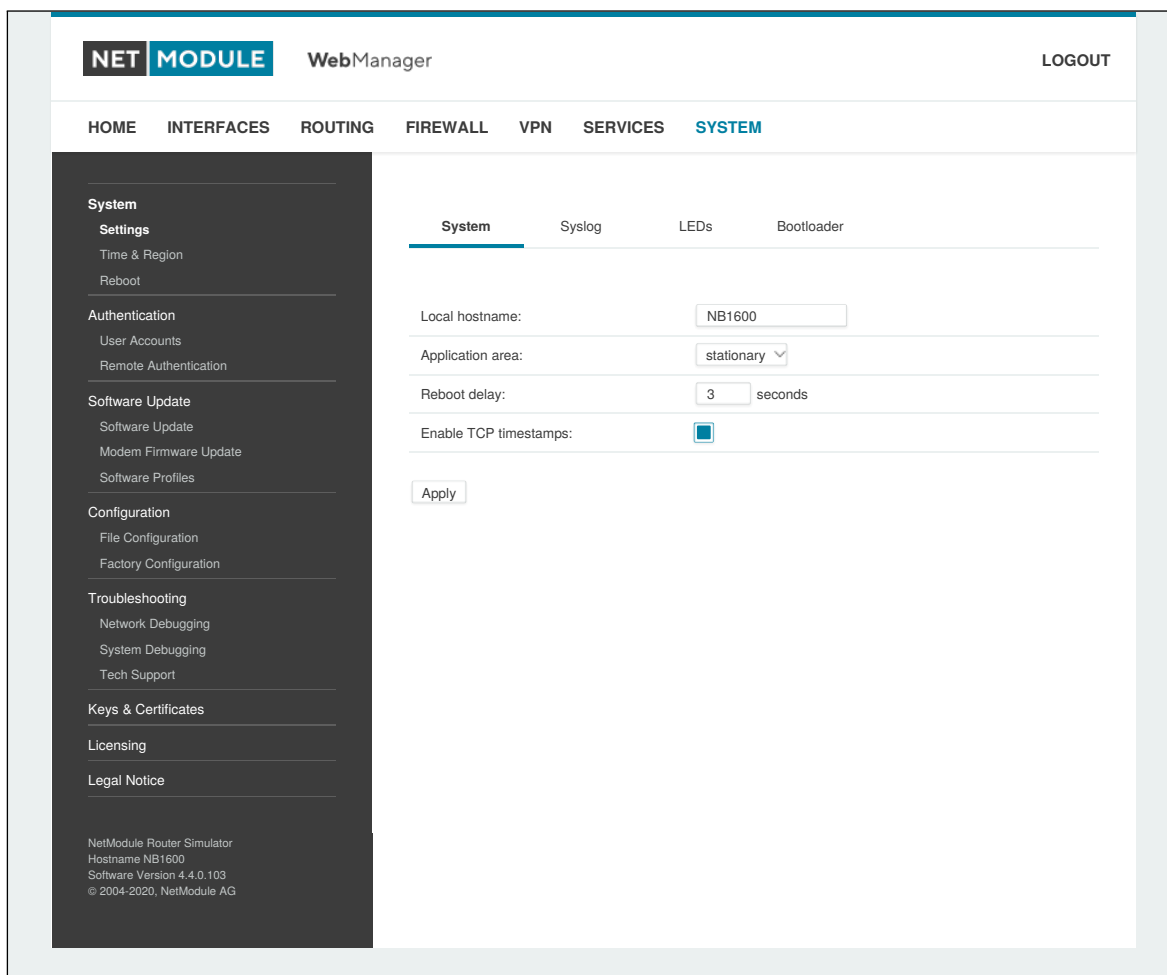 NET MODULE WebManager LOGOUT
HOME INTERFACES ROUTING FIREWALL VPN SERVICES SYSTEM
System
Settings
Time & Region
Reboot
Authentication
User Accounts
Remote Authentication
Software Update
Software Update
Modem Firmware Update
Software Profiles
Configuration
File Configuration
Factory Configuration
Troubleshooting
Network Debugging
System Debugging
Tech Support
Keys & Certificates
Licensing
Legal Notice
NetModule Router Simulator
Hostname NB1600
Software Version 4.4.0.103
© 2004-2020, NetModule AG
System Syslog LEDs Bootloader
Local hostname: NB1600
Application area: stationary
Reboot delay: 3 seconds
Enable TCP timestamps:
Apply